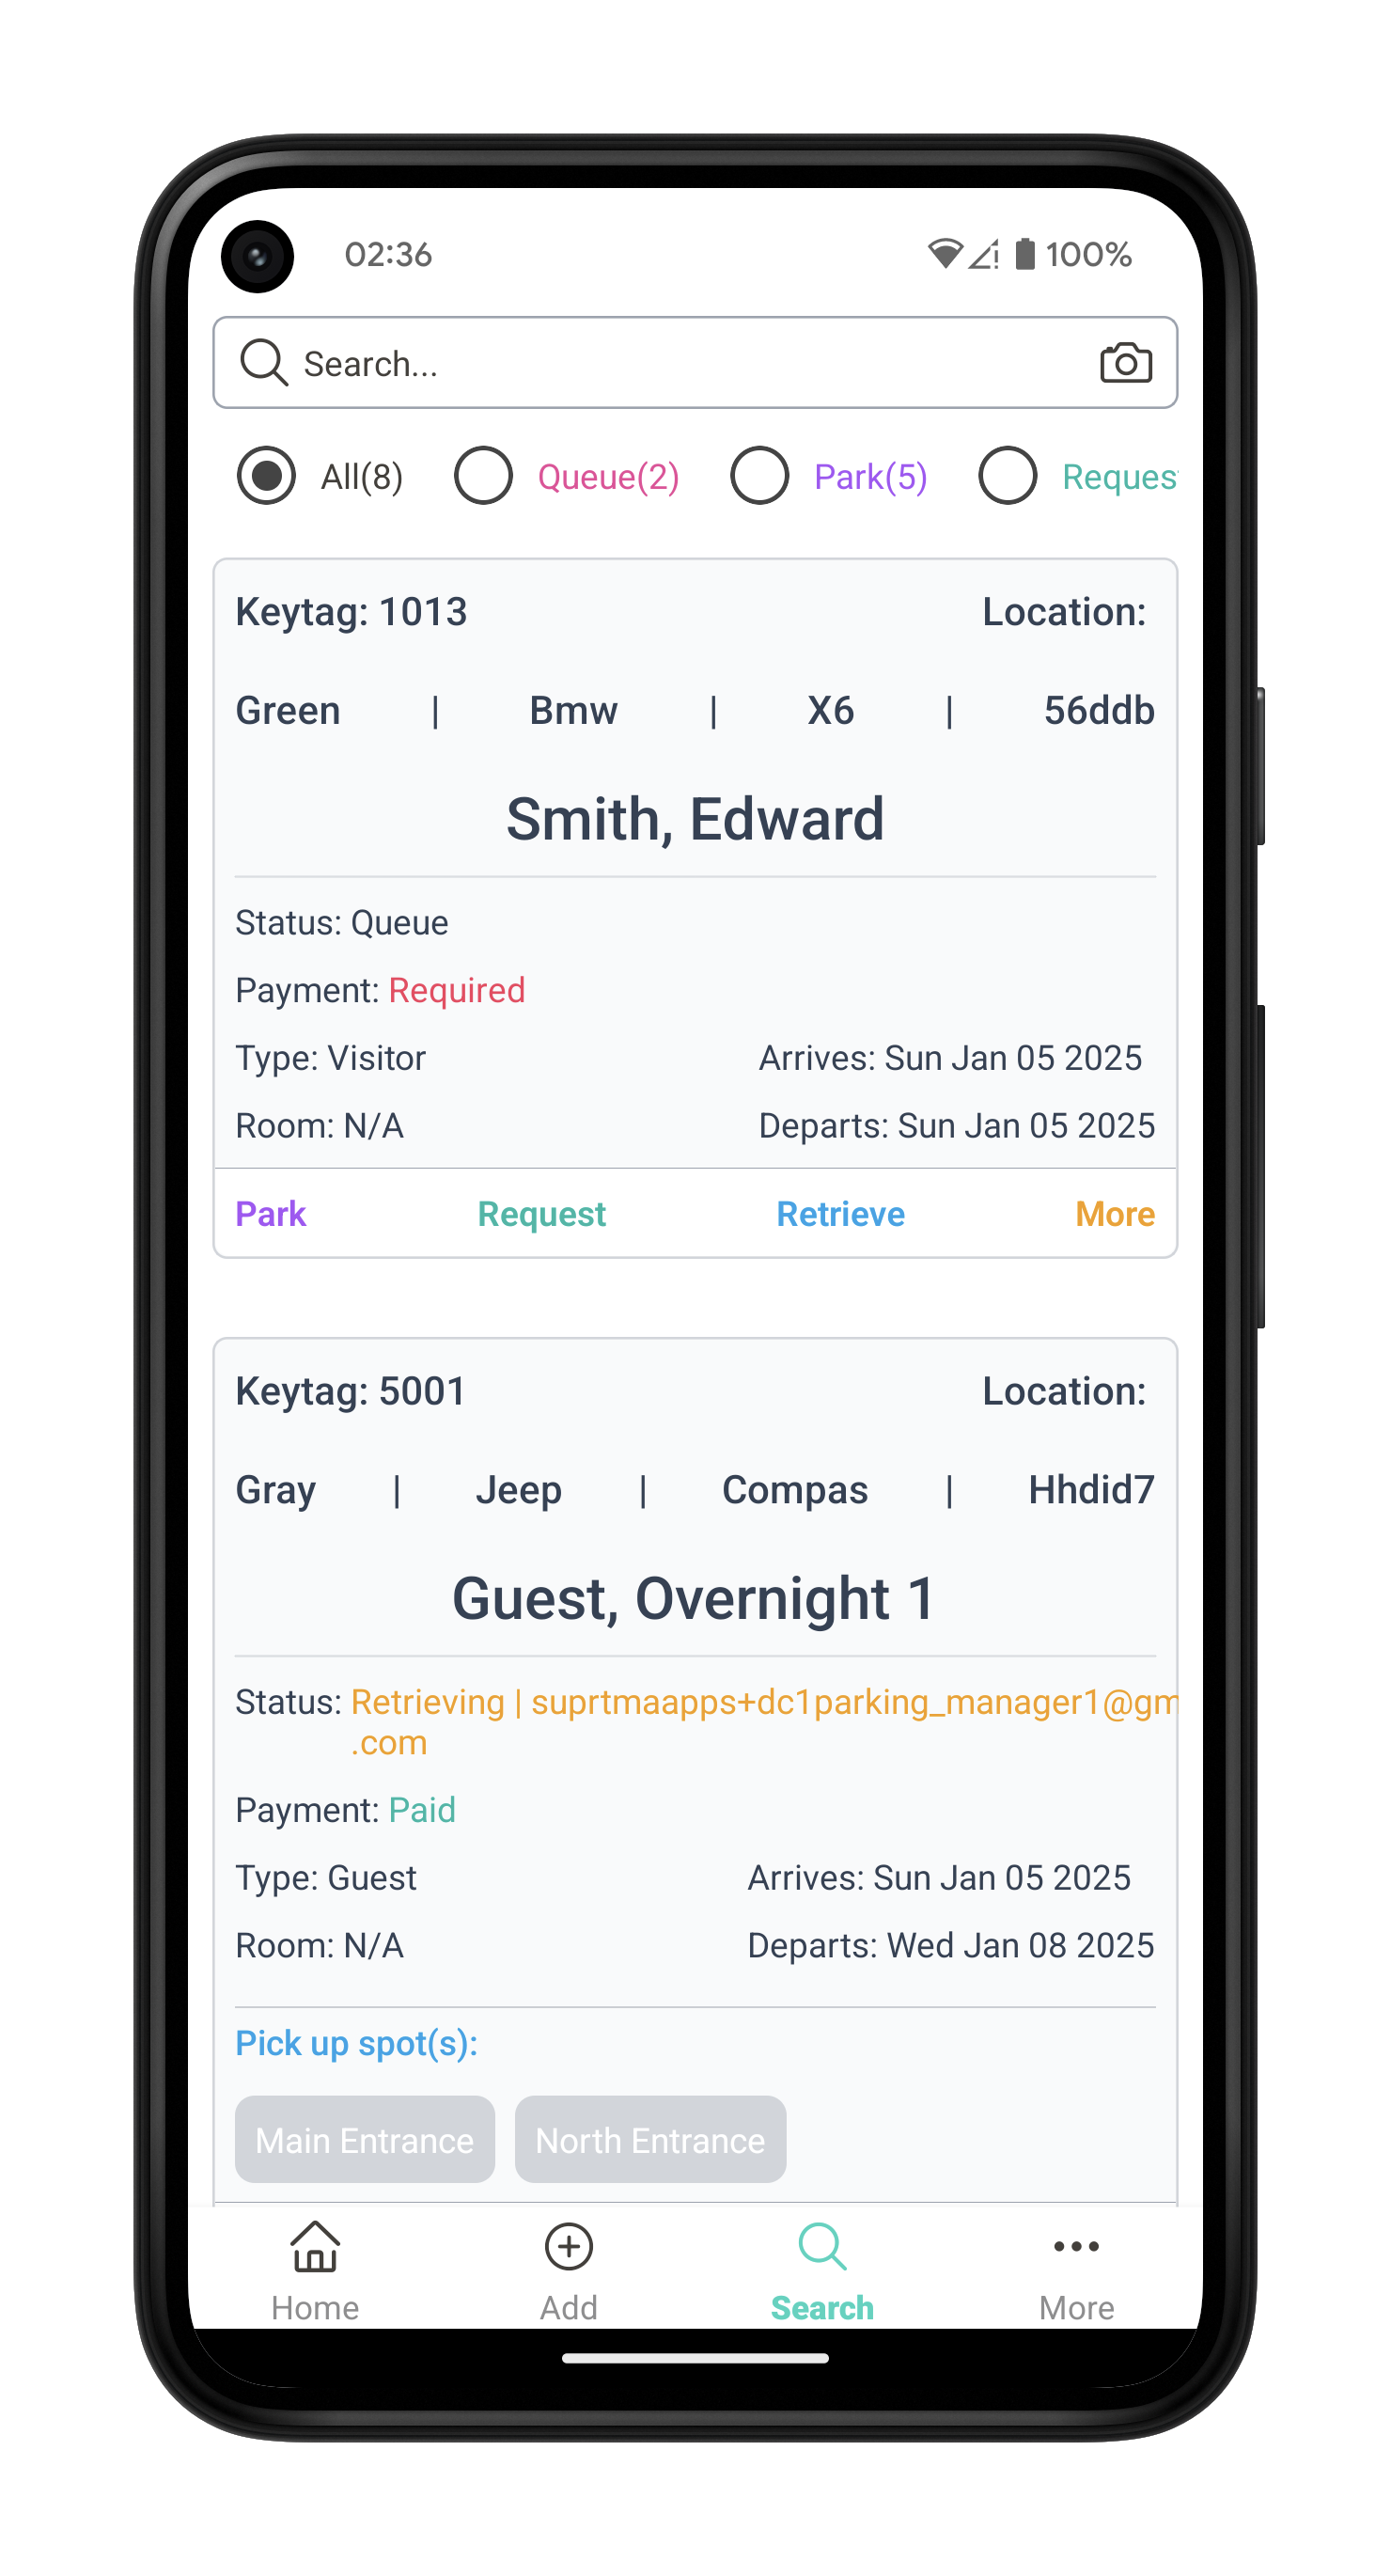 02:36 100%
Search...
All(8) Queue(2) Park(5) Reques
Keytag: 1013 Location:
Green | Bmw | X6 | 56ddb
Smith, Edward
Status: Queue
Payment: Required
Type: Visitor Arrives: Sun Jan 05 2025
Room: N/A Departs: Sun Jan 05 2025
Park Request Retrieve More
Keytag: 5001 Location:
Gray | Jeep | Compas | Hhdid7
Guest, Overnight 1
Status: Retrieving | suprtmaapps+dc1parking_manager1@gm
.com
Payment: Paid
Type: Guest Arrives: Sun Jan 05 2025
Room: N/A Departs: Wed Jan 08 2025
Pick up spot(s):
Main Entrance North Entrance
Home Add Search More